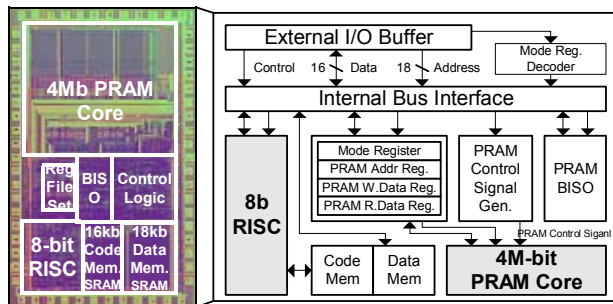 4Mb PRAM
Core
Reg
File
Set
BIS
O
Control
Logic
8-bit
RISC
16kb
Code
Mem.
SRAM
18kb
Data
Mem.
SRAM
External I/O Buffer
Mode Reg.
Decoder
Control
16
Data
18
Address
Internal Bus Interface
8b
RISC
Mode Register
PRAM Addr Reg.
PRAM W.Data Reg.
PRAM R.Data Reg.
PRAM
Control
Signal
Gen.
PRAM
BISO
PRAM Control Siganl
Code
Mem
Data
Mem
4M-bit
PRAM Core